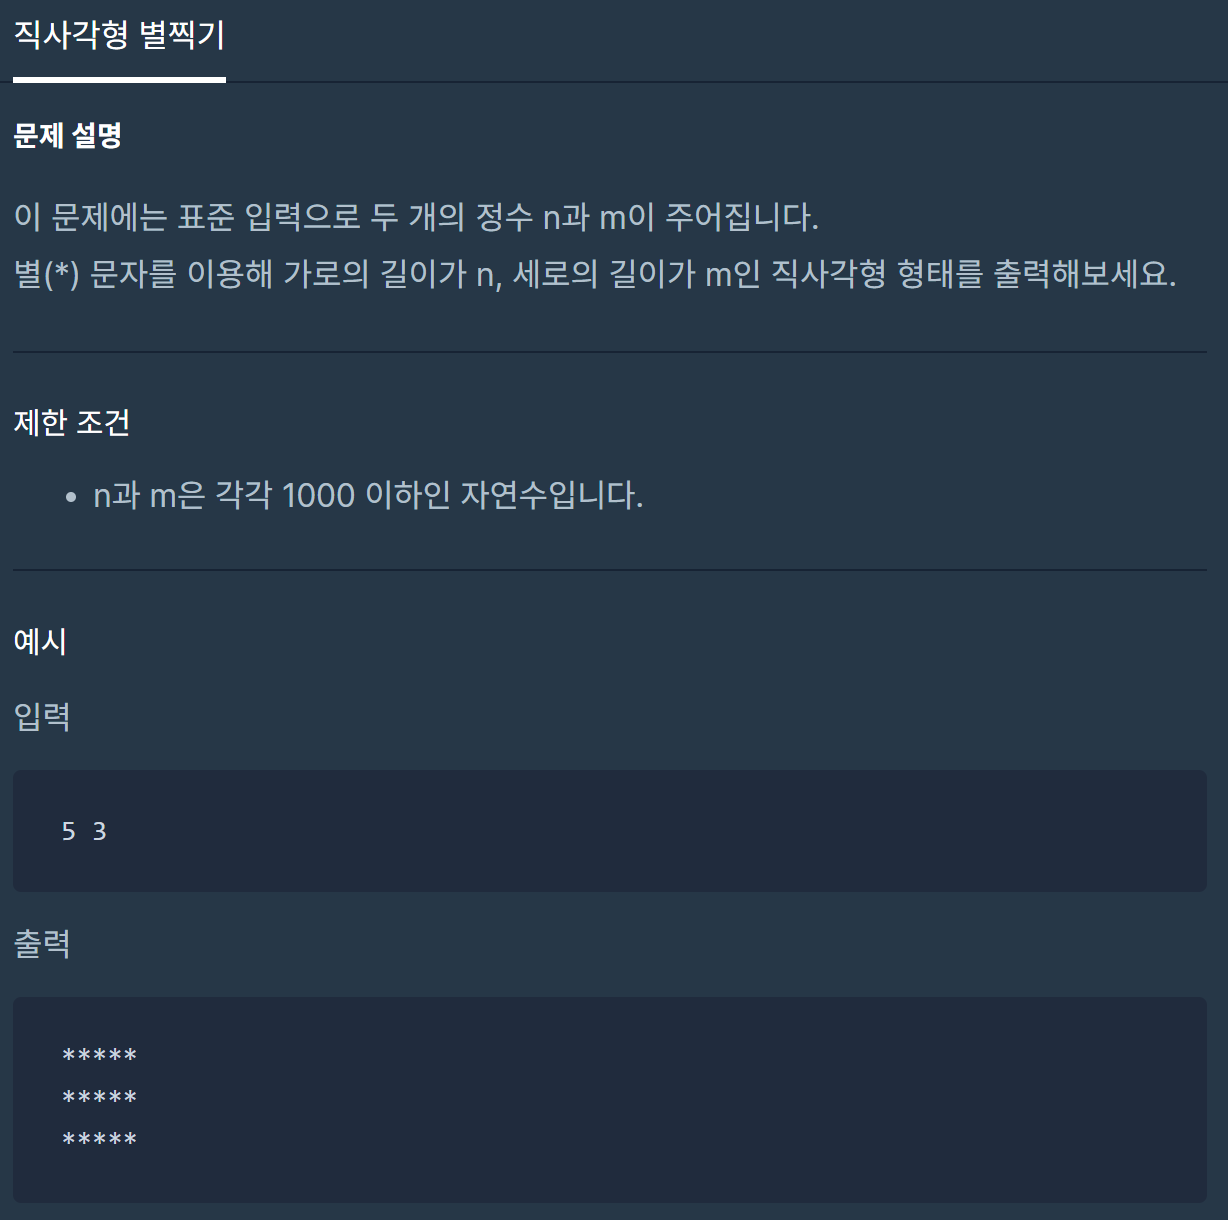 직사각형 별찍기
문제 설명
이 문제에는 표준 입력으로 두 개의 정수 n과 m이 주어집니다.
별(*) 문자를 이용해 가로의 길이가 n, 세로의 길이가 m인 직사각형 형태를 출력해보세요.
제한 조건
• n과 m은 각각 1000 이하인 자연수입니다.
예시
입력
5 3
출력
*****
*****
*****